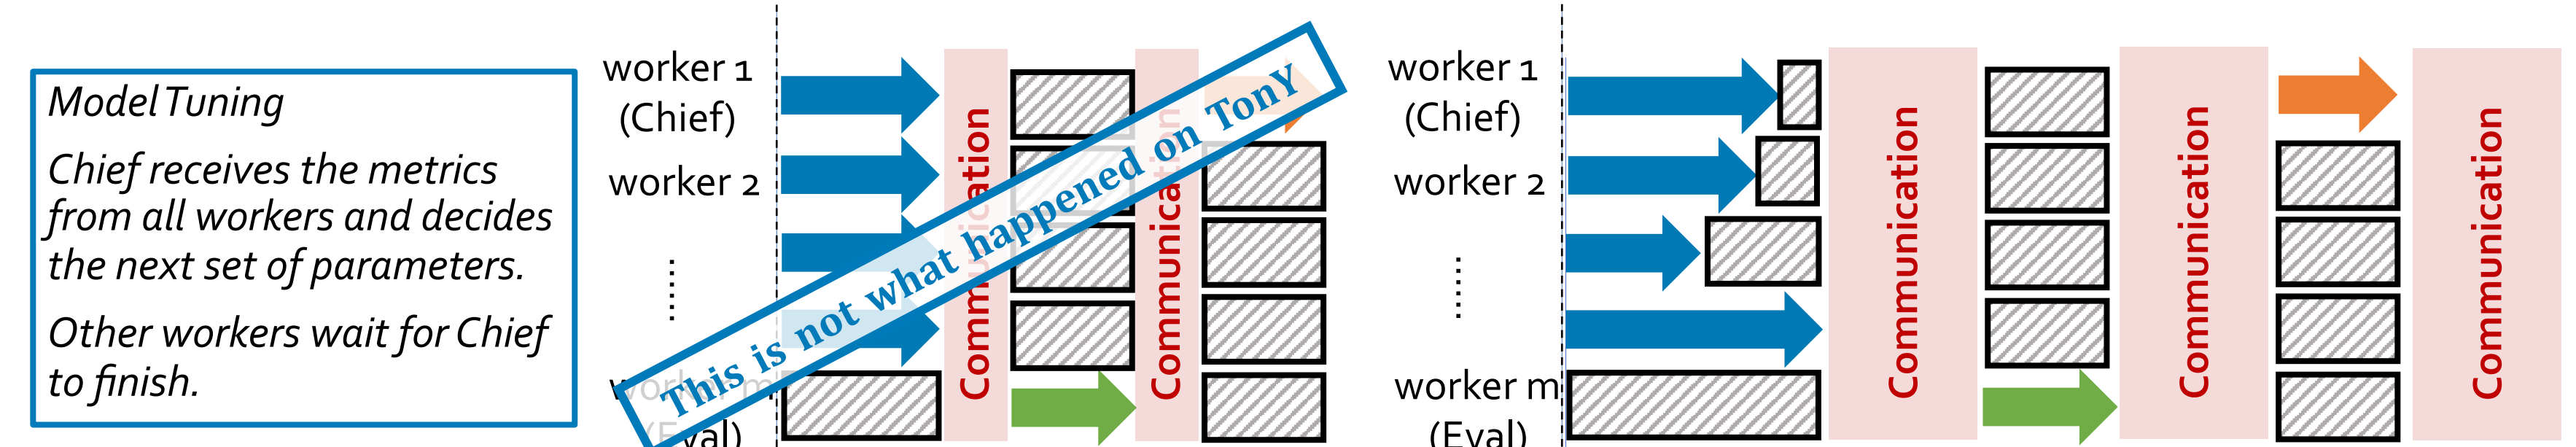 Model Tuning
Chief receives the metrics
from all workers and decides
the next set of parameters.
Other workers wait for Chief
to finish.
worker 1
(Chief)
worker 2
worker m
(Eval)
Communication
Communication
This is not what happened on TonY
worker 1
(Chief)
worker 2
worker m
(Eval)
Communication
Communication
Communication